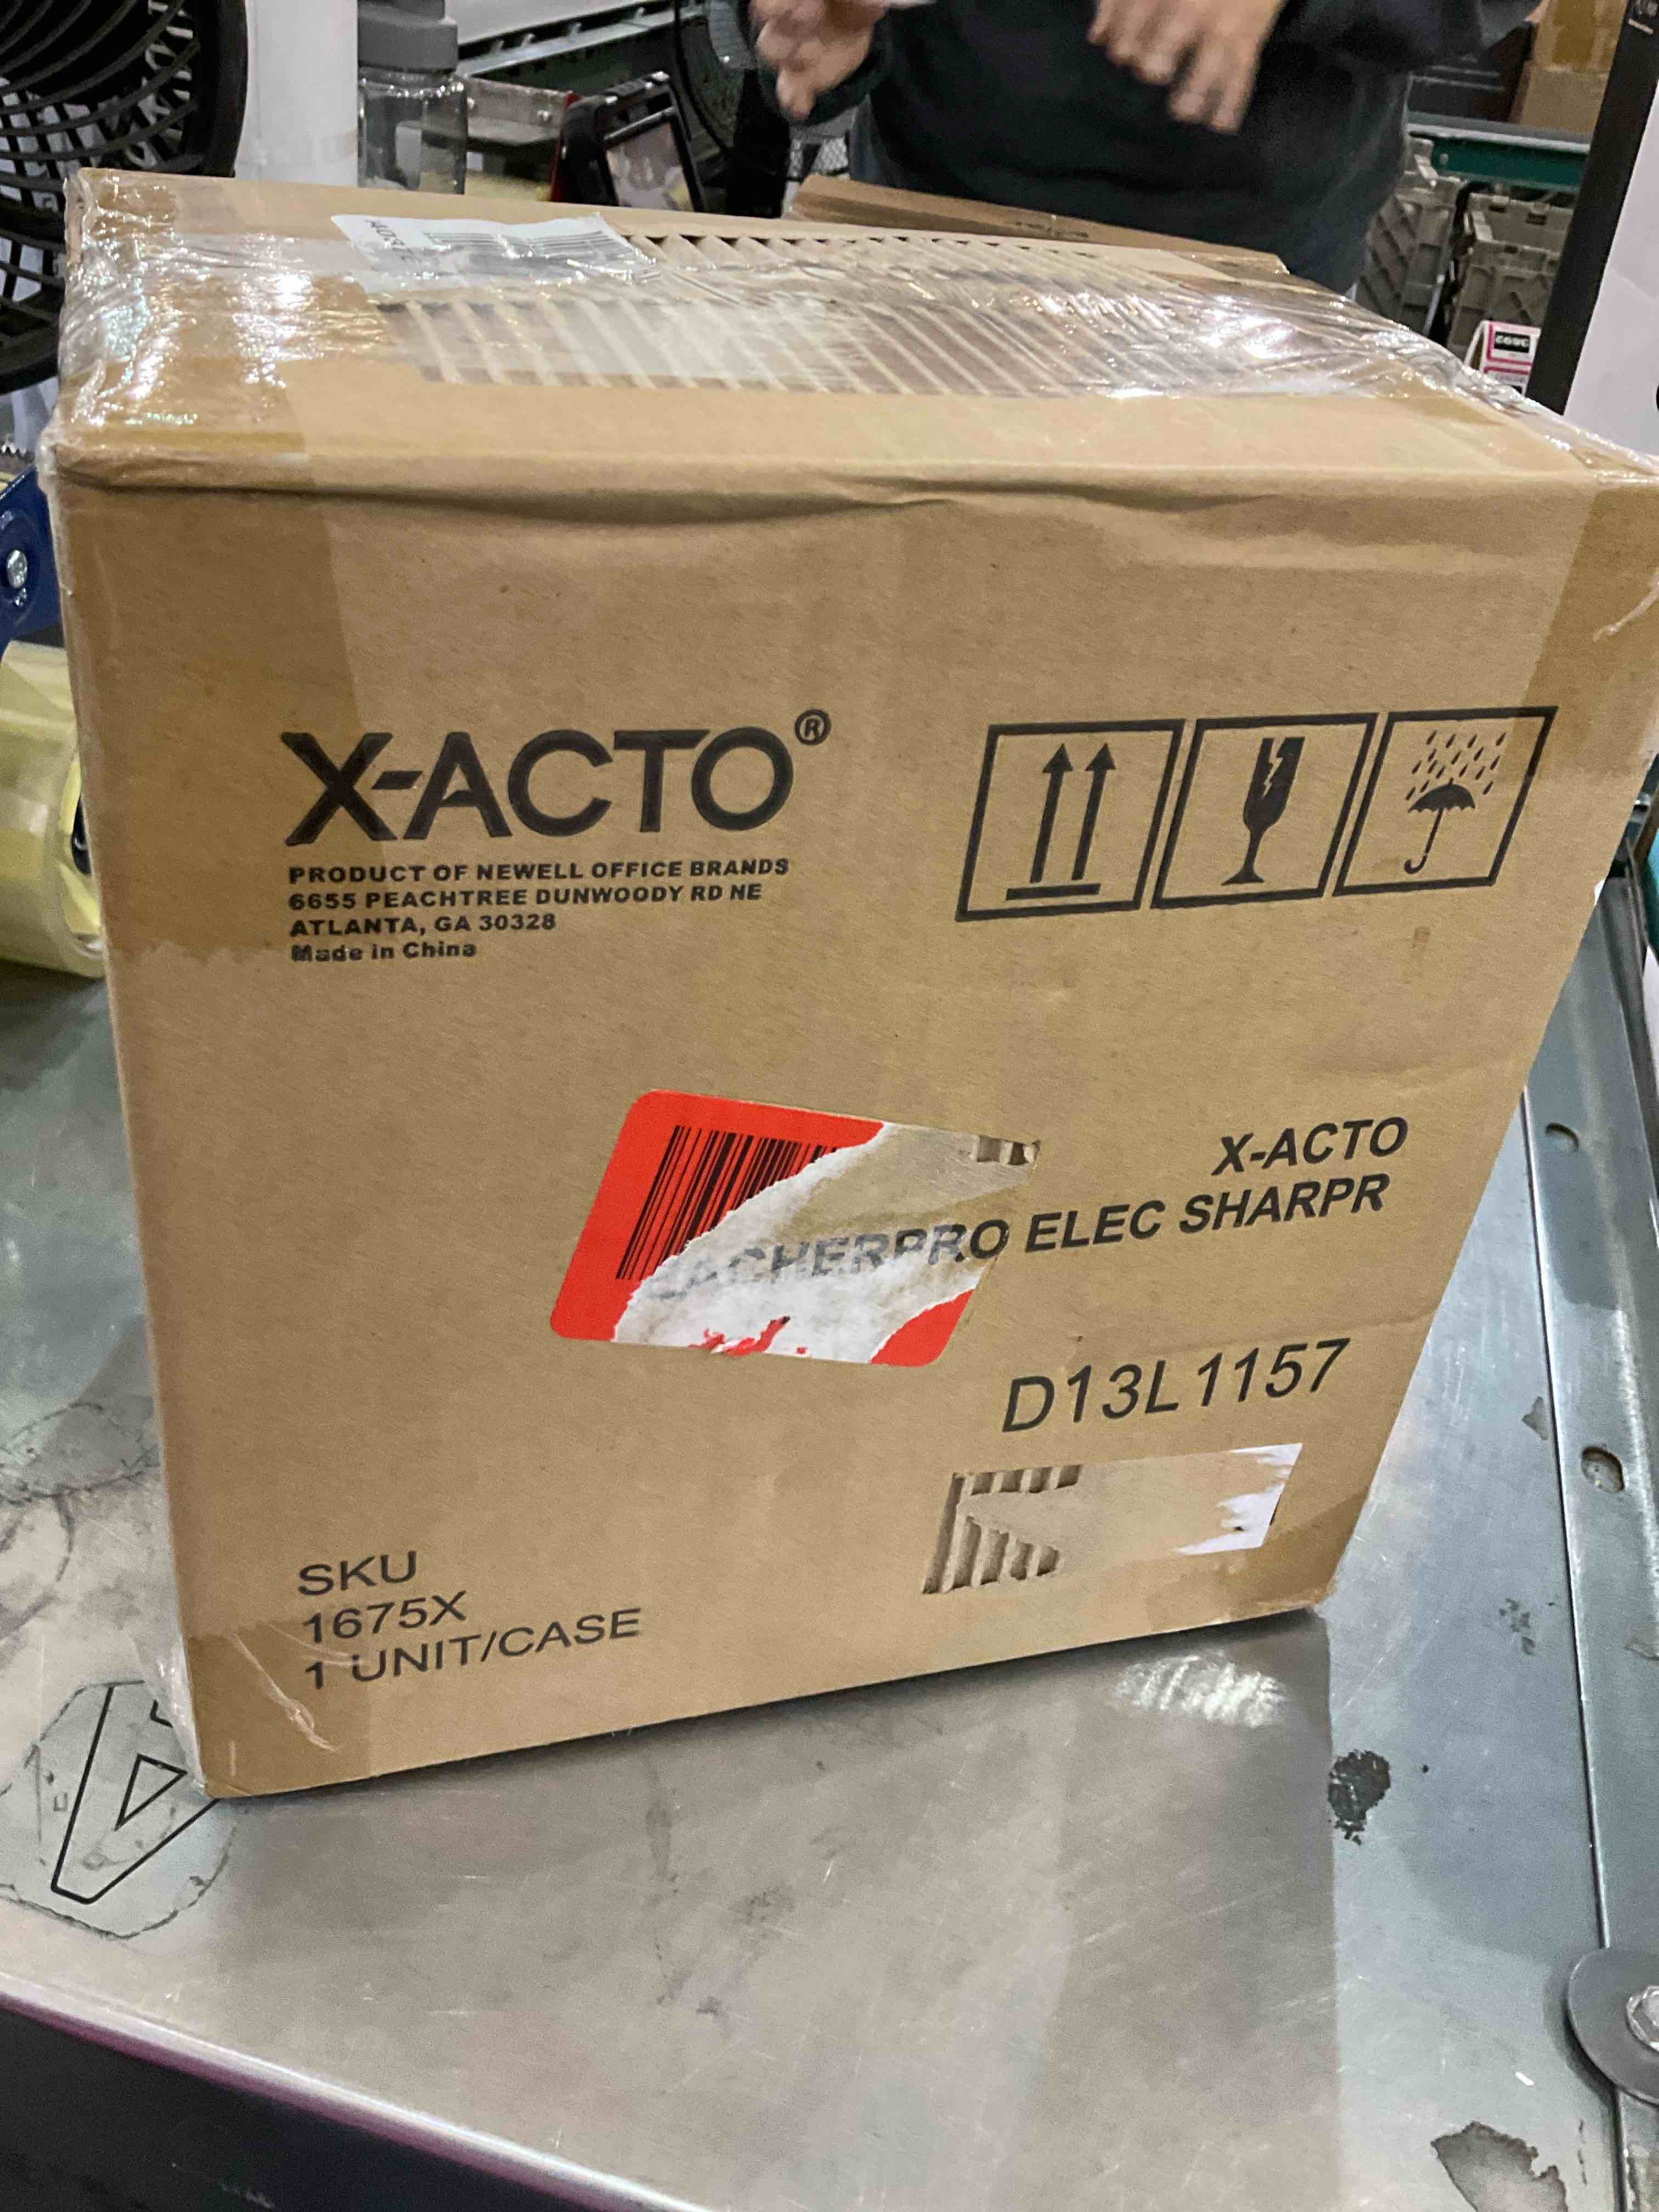 X-ACTO®
PRODUCT OF NEWELL OFFICE BRANDS
6655 PEACHTREE DUNWOODY RD NE
ATLANTA, GA 30328
Made in China
X-ACTO
ACHERPRO ELEC SHARPR
D13L1157
SKU
1675X
1 UNIT/CASE